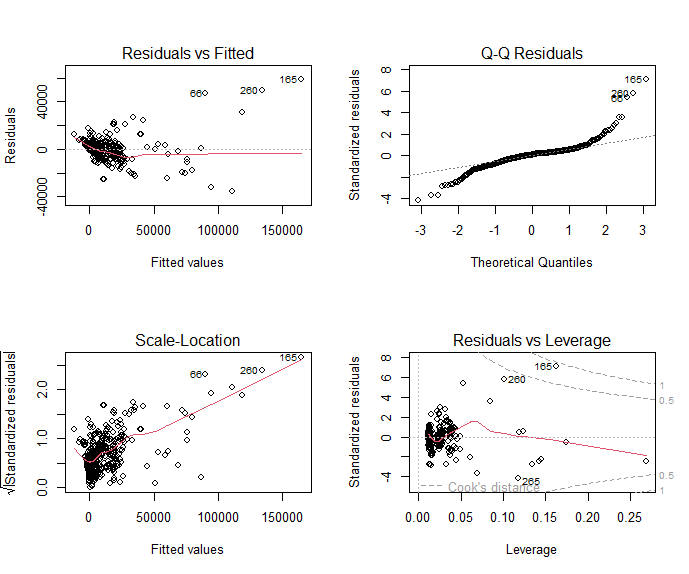 Residuals vs Fitted
Residuals
-40000 0 40000
66
260
165
0 50000 100000 150000
Fitted values
Q-Q Residuals
Standardized residuals
-4 0 2 4 6 8
165
260
66
-3 -2 -1 0 1 2 3
Theoretical Quantiles
Scale-Location
√|Standardized residuals|
0.0 1.0 2.0
66
260
165
0 50000 100000 150000
Fitted values
Residuals vs Leverage
Standardized residuals
-4 0 4 8
165
260
265
Cook's distance
1
0.5
0.5
1
0.00 0.05 0.10 0.15 0.20 0.25
Leverage